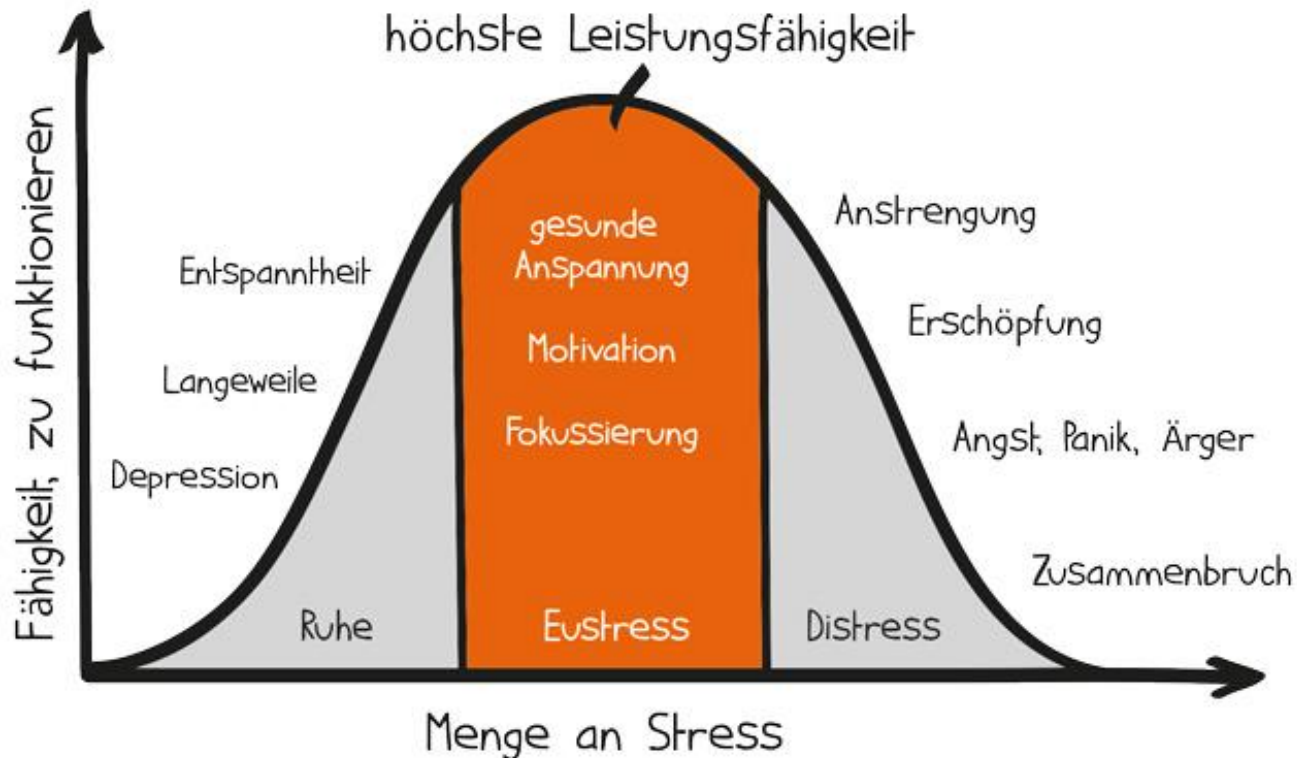 höchste Leistungsfähigkeit
Fähigkeit, zu funktionieren
Entspanntheit
Langeweile
Depression
gesunde
Anspannung
Motivation
Fokussierung
Anstrengung
Erschöpfung
Angst, Panik, Ärger
Zusammenbruch
Ruhe
Eustress
Distress
Menge an Stress